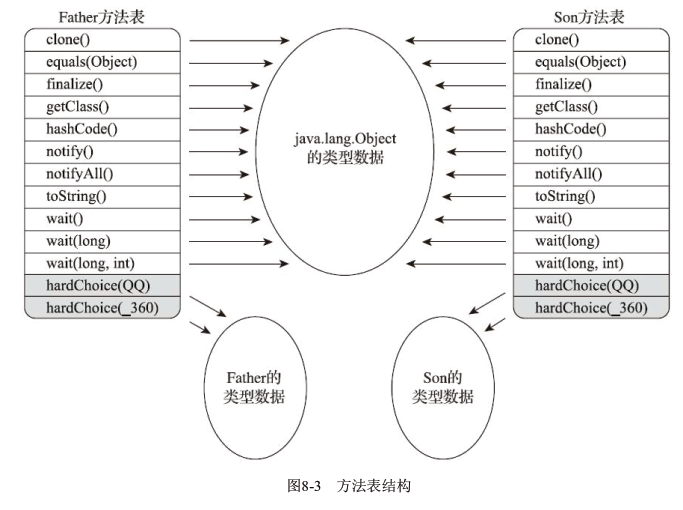 Father方法表
clone()
equals(Object)
finalize()
getClass()
hashCode()
notify()
notifyAll()
toString()
wait()
wait(long)
wait(long, int)
hardChoice(QQ)
hardChoice(_360)
java.lang.Object
的类型数据
Son方法表
clone()
equals(Object)
finalize()
getClass()
hashCode()
notify()
notifyAll()
toString()
wait()
wait(long)
wait(long, int)
hardChoice(QQ)
hardChoice(_360)
Father的
类型数据
Son的
类型数据
图8-3 方法表结构